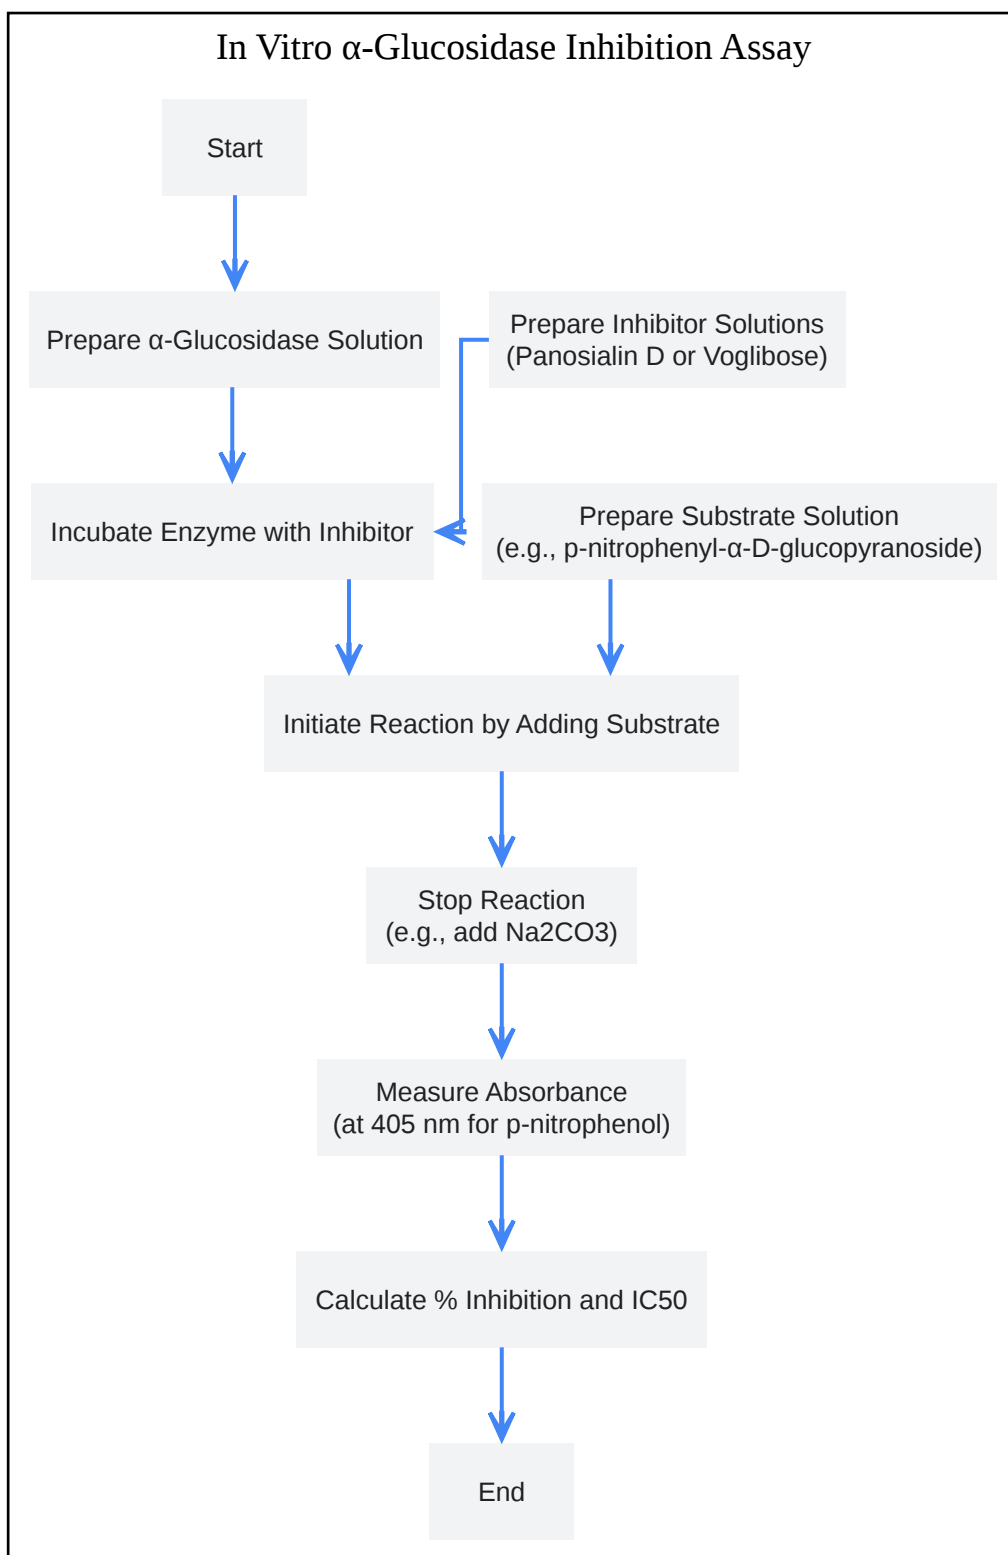 In Vitro α-Glucosidase Inhibition Assay
Start
Prepare α-Glucosidase Solution
Prepare Inhibitor Solutions
(Panosialin D or Voglibose)
Incubate Enzyme with Inhibitor
Prepare Substrate Solution
(e.g., p-nitrophenyl-α-D-glucopyranoside)
Initiate Reaction by Adding Substrate
Stop Reaction
(e.g., add Na2CO3)
Measure Absorbance
(at 405 nm for p-nitrophenol)
Calculate % Inhibition and IC50
End